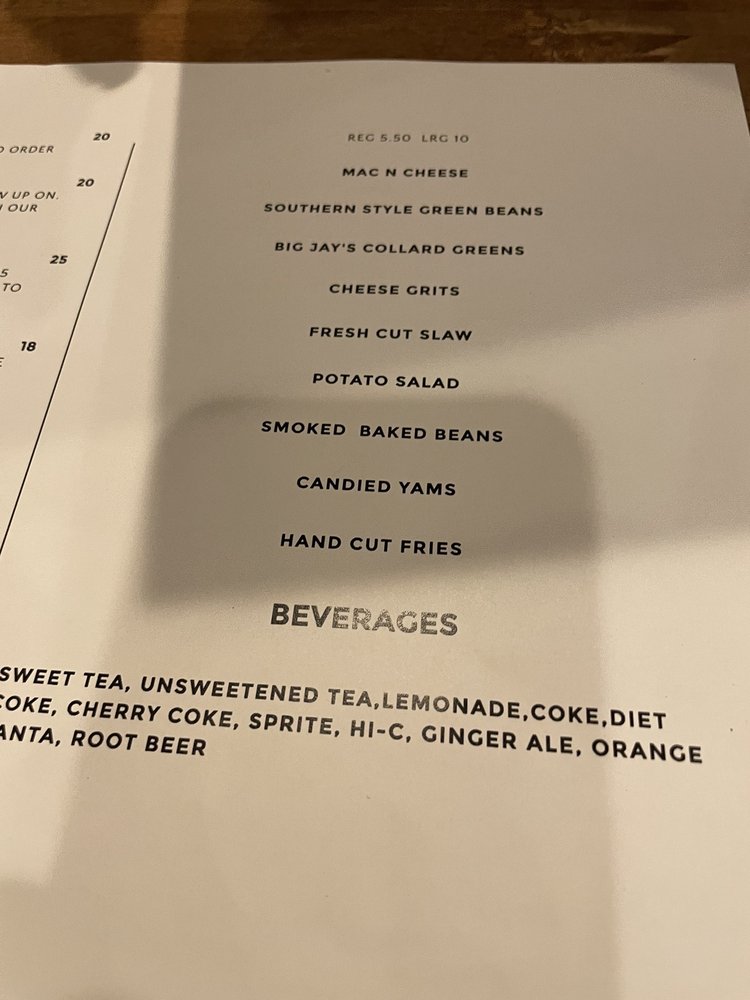 20
ORDER
20
UP ON.
OUR
25
5
TO
18
REG 5.50 LRG 10
MAC N CHEESE
SOUTHERN STYLE GREEN BEANS
BIG JAY'S COLLARD GREENS
CHEESE GRITS
FRESH CUT SLAW
POTATO SALAD
SMOKED BAKED BEANS
CANDIED YAMS
HAND CUT FRIES
BEVERAGES
SWEET TEA, UNSWEETENED TEA,LEMONADE,COKE,DIET
COKE, CHERRY COKE, SPRITE, HI-C, GINGER ALE, ORANGE
ANTA, ROOT BEER